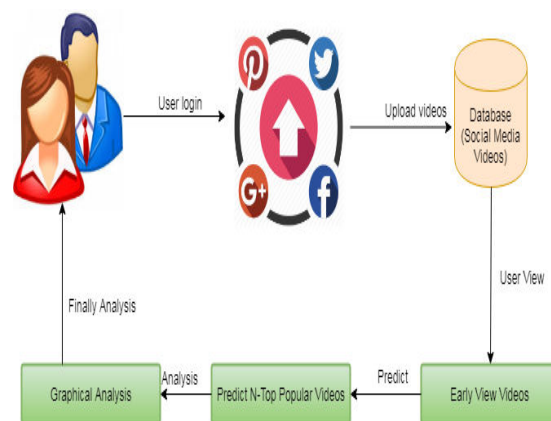 User login
Upload videos
Database
(Social Media
Videos)
User View
Finally Analysis
Graphical Analysis
Analysis
Predict N-Top Popular Videos
Predict
Early View Videos
G+
f